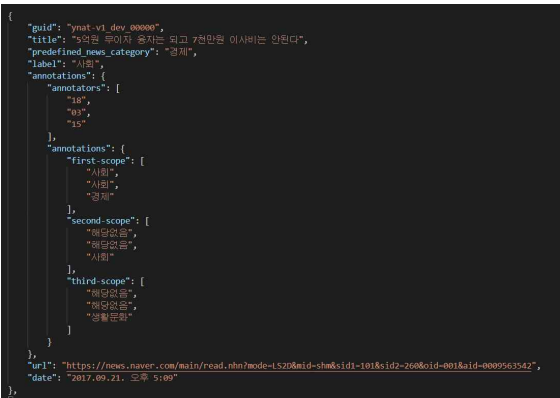 {
"guid": "ynat-v1_dev_00000",
"title": "5억원 무이자 융자는 되고 7천만원 이사비는 안된다",
"predefined_news_category": "경제",
"label": "사회",
"annotations": {
"annotators": [
"18",
"03",
"15"
],
"annotations": {
"first-scope": [
"사회",
"사회",
"경제"
],
"second-scope": [
"해당없음",
"해당없음",
"사회"
],
"third-scope": [
"해당없음",
"해당없음",
"생활문화"
]
}
},
"url": "https://news.naver.com/main/read.nhn?mode=LS2D&mid=shm&sid1=101&sid2=260&oid=001&aid=0009563542",
"date": "2017.09.21. 오후 5:09"
},